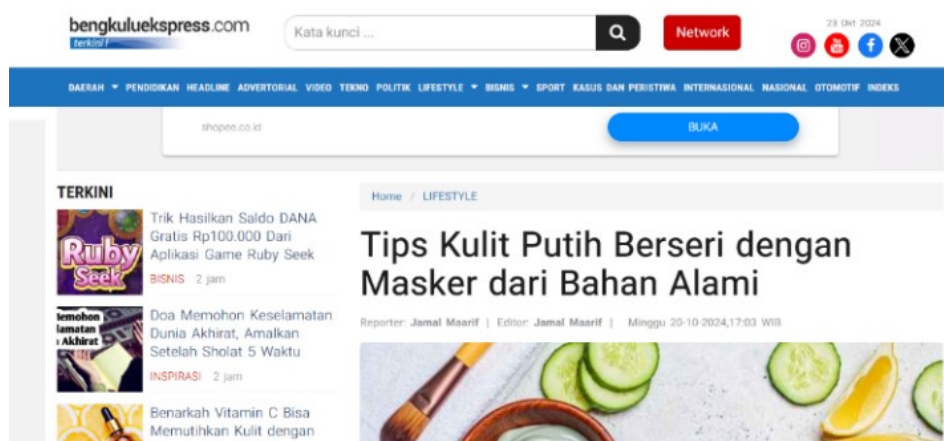 bengkuluekspress.com
terkini!
Kata kunci ...
Network
23 Okt 2024
DAERAH PENDIDIKAN HEADLINE ADVERTORIAL VIDEO TEKNO POLITIK LIFESTYLE BISNIS SPORT KASUS DAN PERISTIWA INTERNASIONAL NASIONAL OTOMOTIF INDEKS
shopee.co.id
BUKA
TERKINI
Ruby
Seek
Trik Hasilkan Saldo DANA
Gratis Rp100.000 Dari
Aplikasi Game Ruby Seek
BISNIS 2 jam
Memohon
lamatan
Akhirat
Doa Memohon Keselamatan
Dunia Akhirat, Amalkan
Setelah Sholat 5 Waktu
INSPIRASI 2 jam
Benarkah Vitamin C Bisa
Memutihkan Kulit dengan
Home / LIFESTYLE
Tips Kulit Putih Berseri dengan
Masker dari Bahan Alami
Reporter: Jamal Maarif | Editor: Jamal Maarif | Minggu 20-10-2024,17:03 WIB